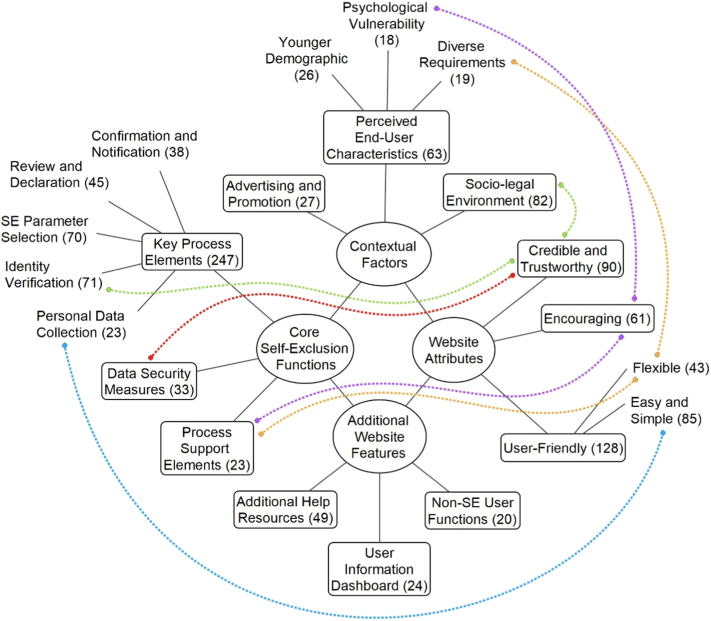 Psychological
Vulnerability
(18)
Younger
Demographic
(26)
Diverse
Requirements
(19)
Perceived
End-User
Characteristics (63)
Confirmation and
Notification (38)
Review and
Declaration (45)
SE Parameter
Selection (70)
Identity
Verification (71)
Personal Data
Collection (23)
Key Process
Elements (247)
Advertising and
Promotion (27)
Socio-legal
Environment (82)
Contextual
Factors
Credible and
Trustworthy (90)
Encouraging (61)
Core
Self-Exclusion
Functions
Website
Attributes
Data Security
Measures (33)
Flexible (43)
Easy and
Simple (85)
Process
Support
Elements (23)
Additional
Website
Features
User-Friendly (128)
Additional Help
Resources (49)
Non-SE User
Functions (20)
User
Information
Dashboard (24)